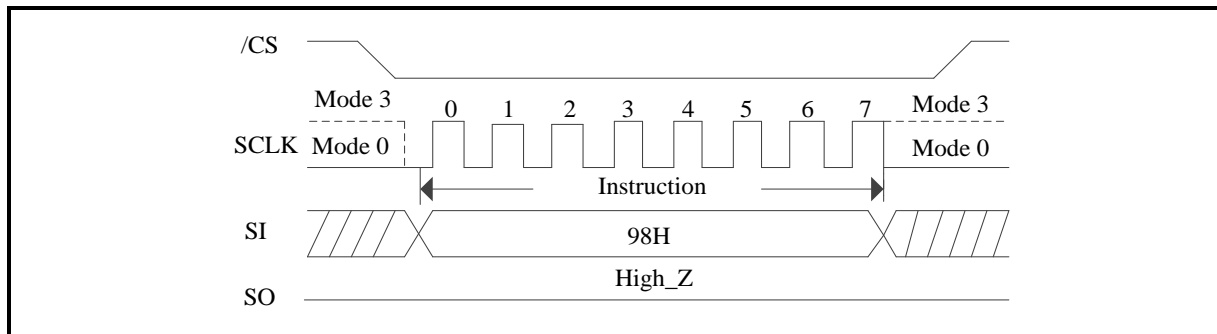 /CS
Mode 3 0 1 2 3 4 5 6 7 Mode 3
SCLK Mode 0 Mode 0
Instruction
SI 98H
High_Z
SO